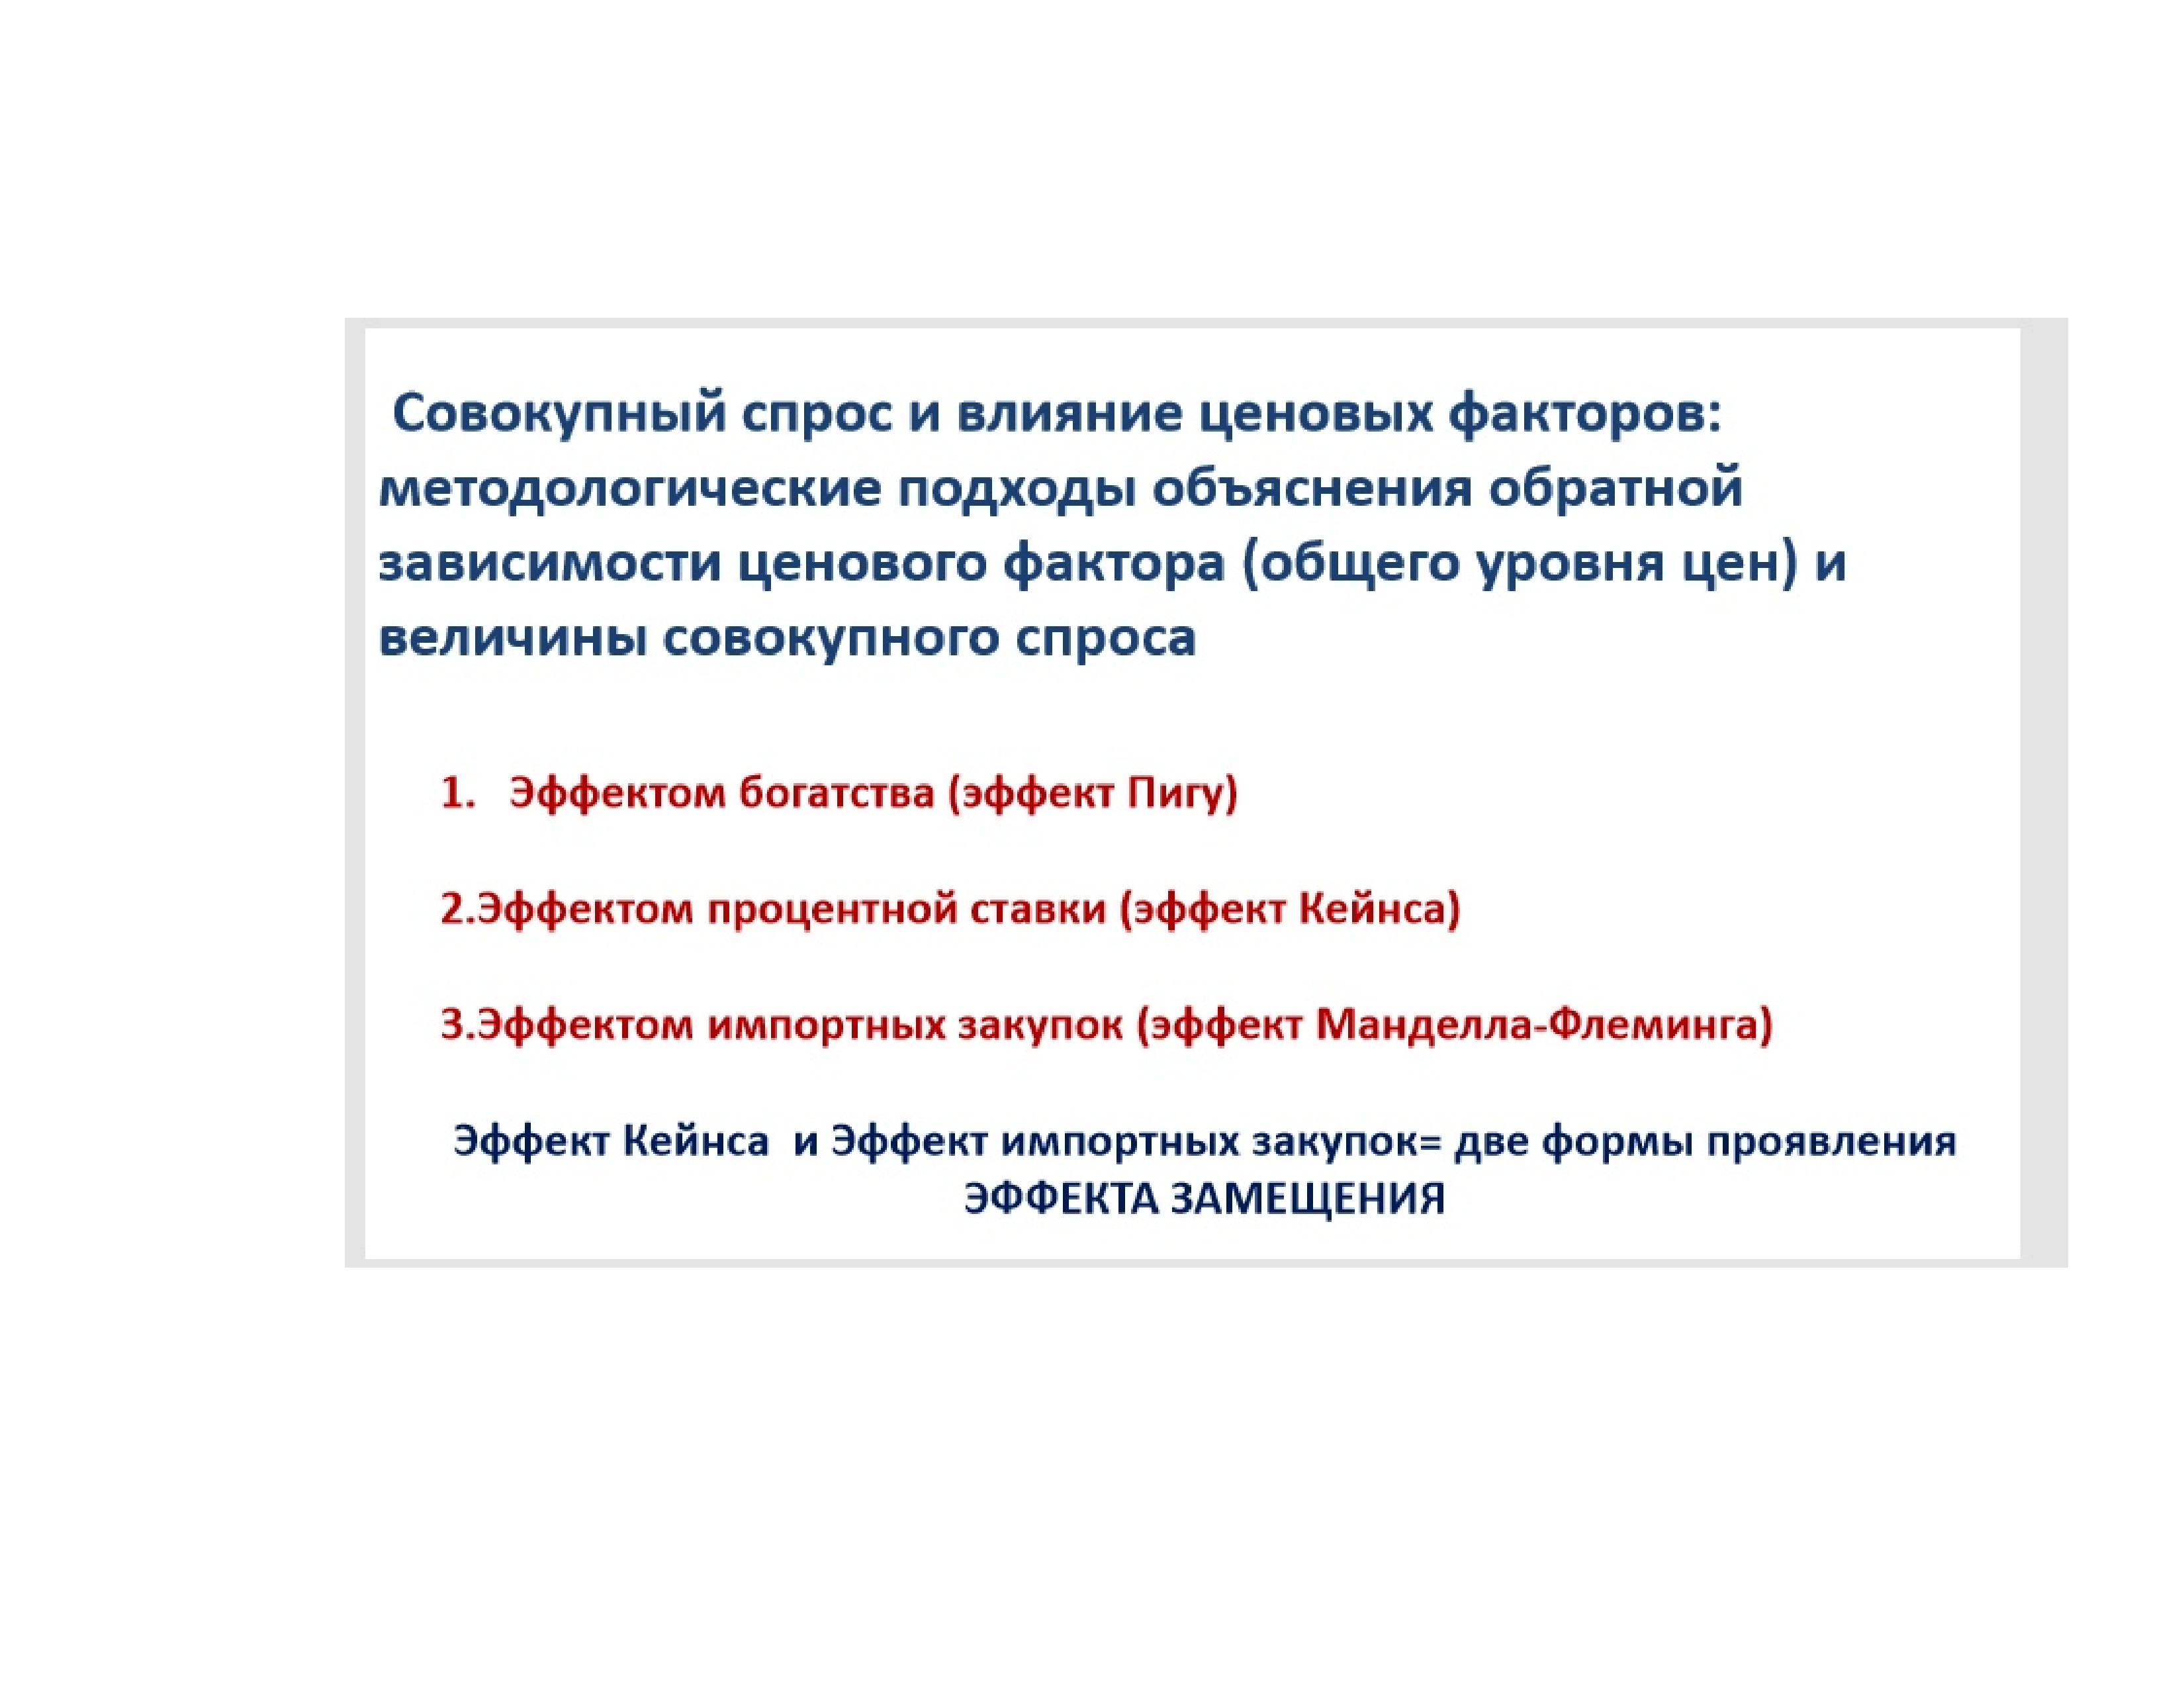 Совокупный спрос и влияние ценовых факторов:
методологические подходы объяснения обратной
зависимости ценового фактора (общего уровня цен) и
величины совокупного спроса
1. Эффектом богатства (эффект Пигу)
2.Эффектом процентной ставки (эффект Кейнса)
3.Эффектом импортных закупок (эффект Манделла-Флеминга)
Эффект Кейнса и Эффект импортных закупок= две формы проявления
ЭФФЕКТА ЗАМЕЩЕНИЯ